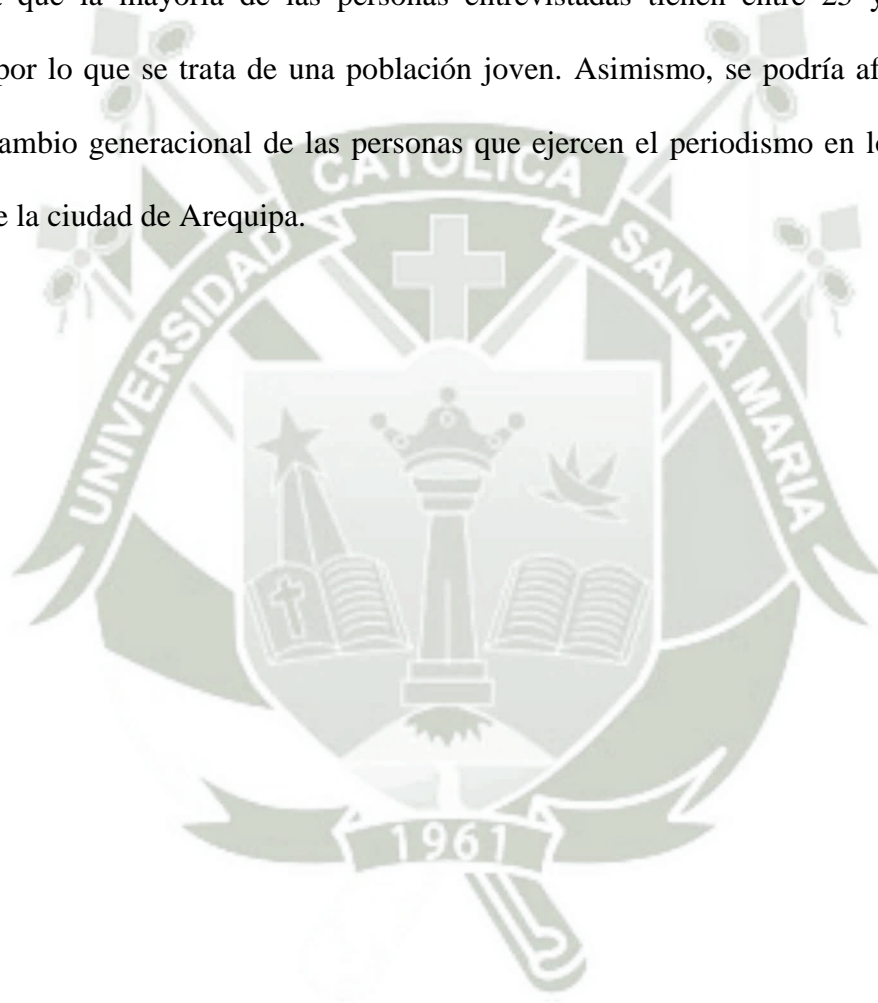 que la mayoría de las personas entrevistadas tienen entre 25 y
por lo que se trata de una población joven. Asimismo, se podría af
ambio generacional de las personas que ejercen el periodismo en lo
e la ciudad de Arequipa.
UNIVERSIDAD CATOLICA SANTA MARIA
1961